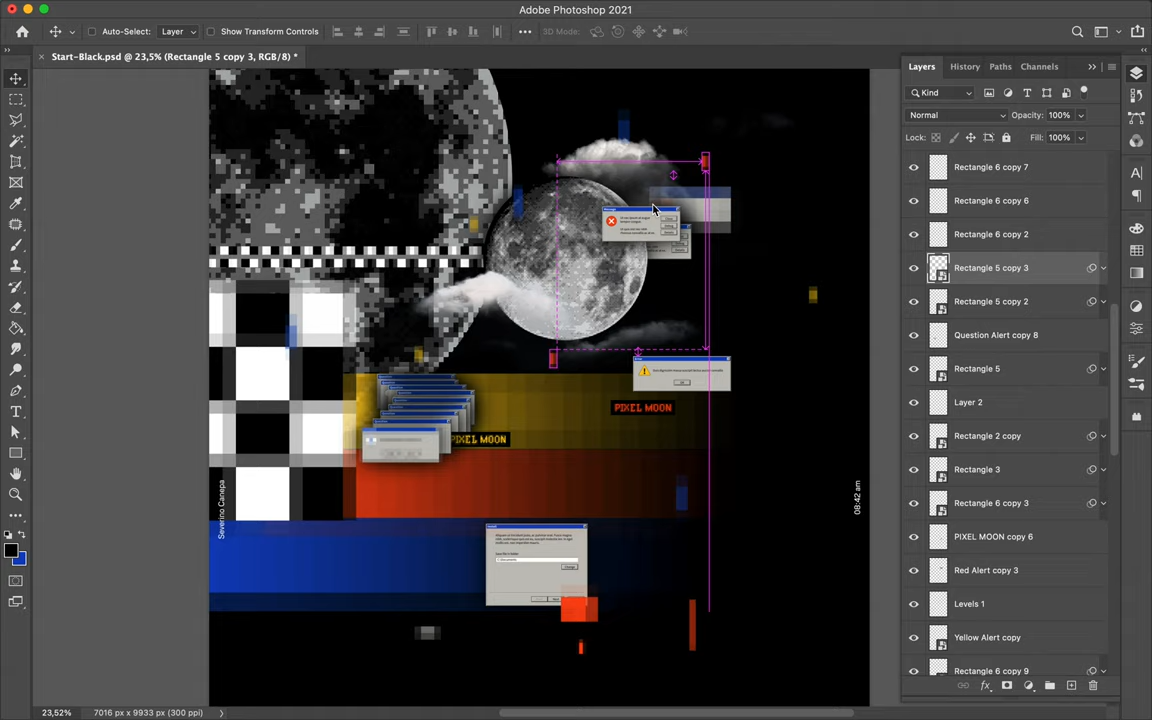 Adobe Photoshop 2021
Auto-Select:
Layer
Show Transform Controls
3D Mode:
Start-Black.psd @ 23,5% (Rectangle 5 copy 3, RGB/8) *
Layers
History
Paths
Channels
Kind
Normal
Opacity: 100%
Lock:
Fill: 100%
Rectangle 6 copy 7
Rectangle 6 copy 6
Rectangle 6 copy 2
Rectangle 5 copy 3
Rectangle 5 copy 2
Question Alert copy 8
Rectangle 5
Layer 2
Rectangle 2 copy
Rectangle 3
Rectangle 6 copy 3
PIXEL MOON copy 6
Red Alert copy 3
Levels 1
Yellow Alert copy
Rectangle 6 copy 9
PIXEL MOON
PIXEL MOON
Severino Canepa
08:42 am
23,52%
7016 px x 9933 px (300 ppi)